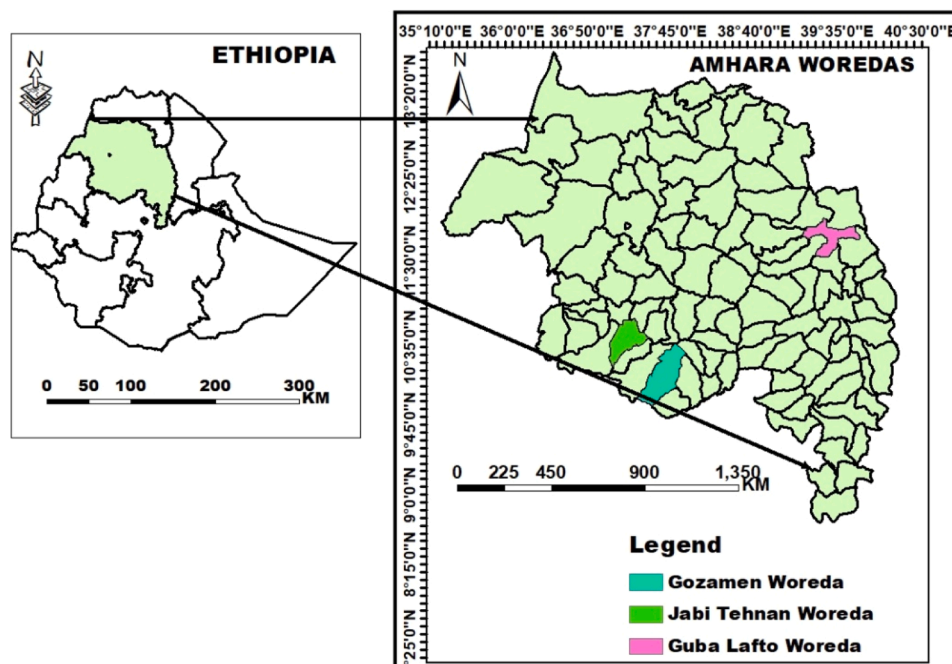 ETHIOPIA
N
0 50 100 200 300
KM
35°10'0"E 36°0'0"E 36°50'0"E 37°45'0"E 38°40'0"E 39°35'0"E 40°30'0"E
AMHARA WOREDAS
N
13°20'0"N
12°25'0"N
11°30'0"N
10°35'0"N
9°45'0"N
9°0'0"N
8°15'0"N
°25'0"N
0 225 450 900 1,350
KM
Legend
Gozamen Woreda
Jabi Tehnan Woreda
Guba Lafto Woreda